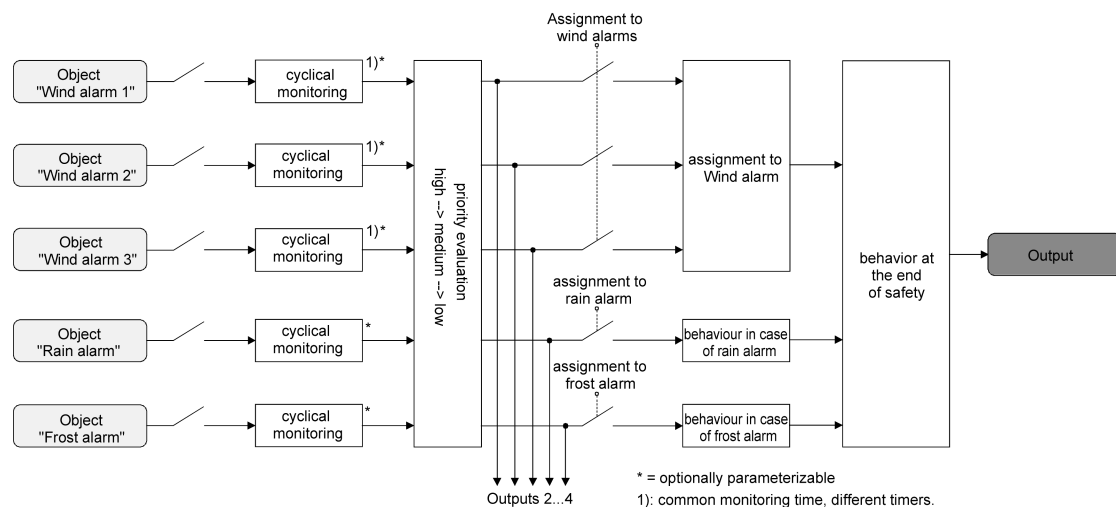 Assignment to
wind alarms
Object
"Wind alarm 1"
cyclical
monitoring
1)*
Object
"Wind alarm 2"
cyclical
monitoring
1)*
Object
"Wind alarm 3"
cyclical
monitoring
1)*
Object
"Rain alarm"
cyclical
monitoring
*
Object
"Frost alarm"
cyclical
monitoring
*
priority evaluation
high --> medium --> low
assignment to
Wind alarm
assignment to
rain alarm
behaviour in case
of rain alarm
assignment to
frost alarm
behaviour in case
of frost alarm
behavior at
the end
of safety
Output
Outputs 2...4
* = optionally parameterizable
1): common monitoring time, different timers.